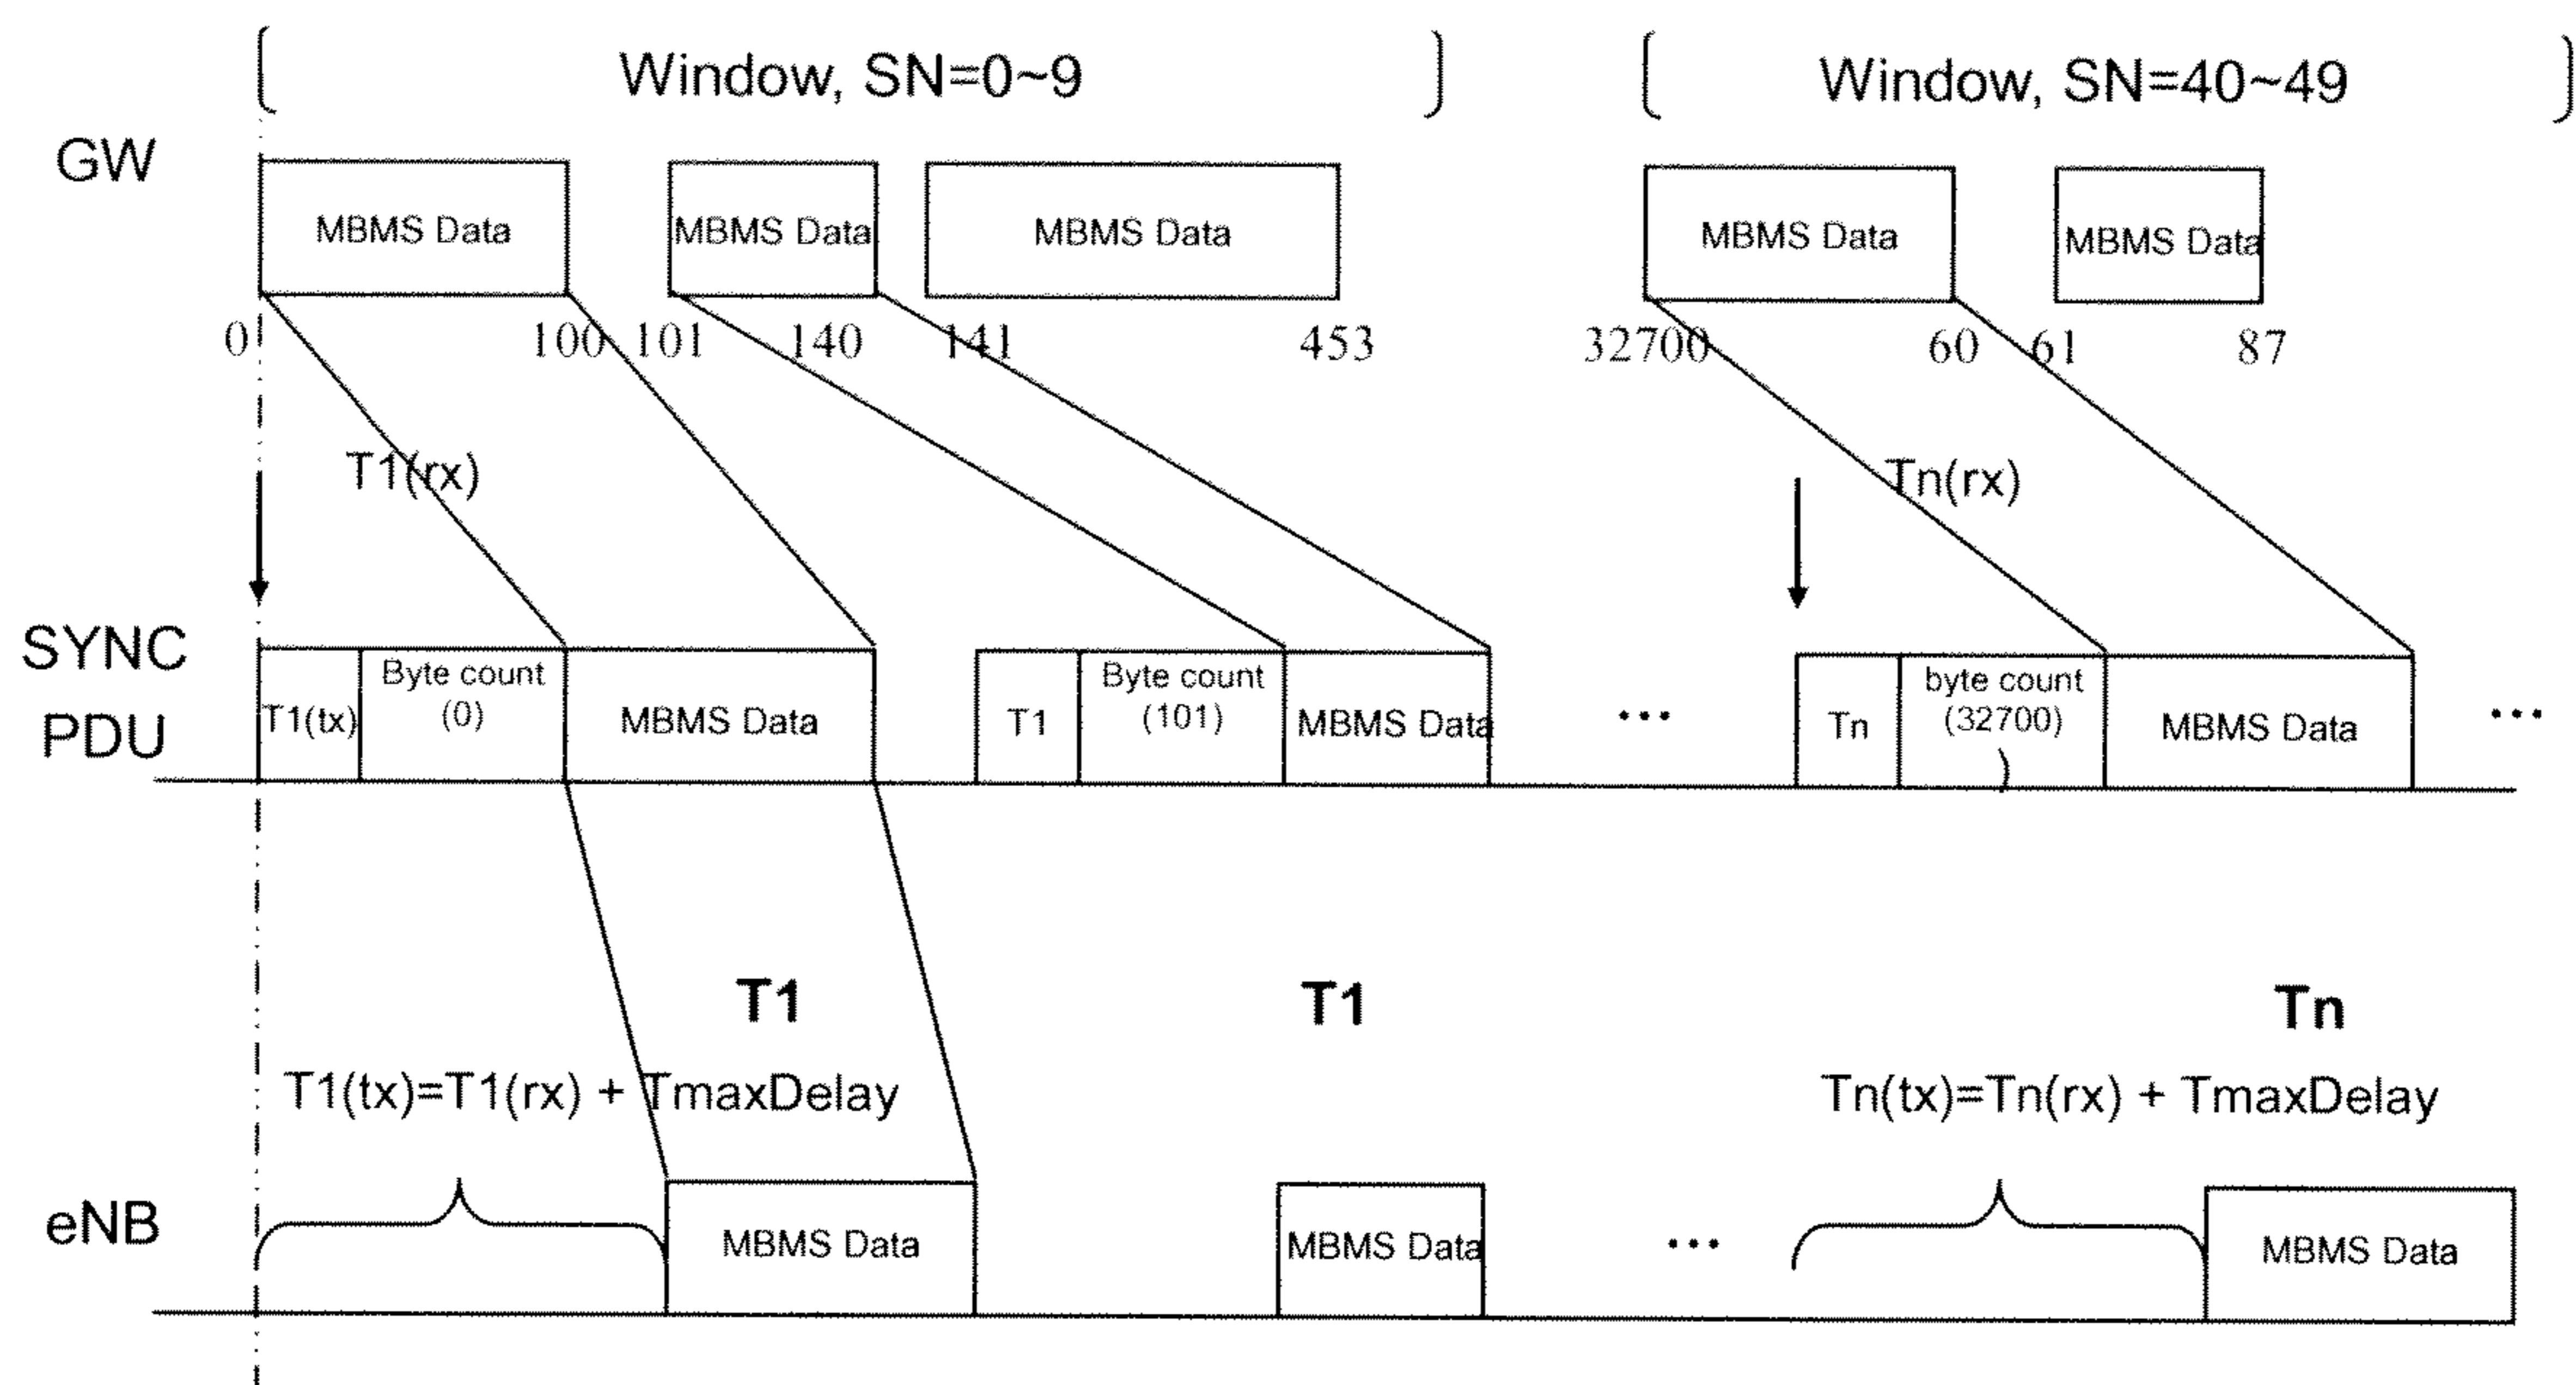 Window, SN=0~9
Window, SN=40~49
GW
MBMS Data
MBMS Data
MBMS Data
MBMS Data
MBMS Data
0
100
101
140
141
453
32700
60
61
87
T1(rx)
Tn(rx)
SYNC
PDU
T1(tx)
Byte count
(0)
MBMS Data
T1
Byte count
(101)
MBMS Data
...
Tn
byte count
(32700)
)
MBMS Data
...
T1
T1
Tn
T1(tx)=T1(rx) + TmaxDelay
Tn(tx)=Tn(rx) + TmaxDelay
eNB
MBMS Data
MBMS Data
...
MBMS Data